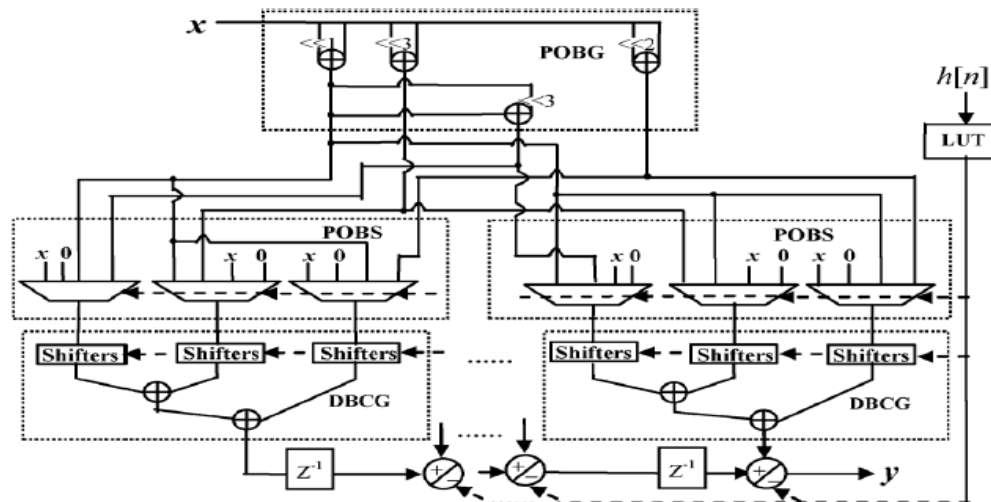 x
<<1
<<3
<<2
POBG
<<3
h[n]
LUT
POBS
POBS
x 0
x 0
x 0
x 0
x 0
x 0
Shifters
Shifters
Shifters
......
Shifters
Shifters
Shifters
DBCG
DBCG
......
Z⁻¹
+
−
+
−
Z⁻¹
+
−
y